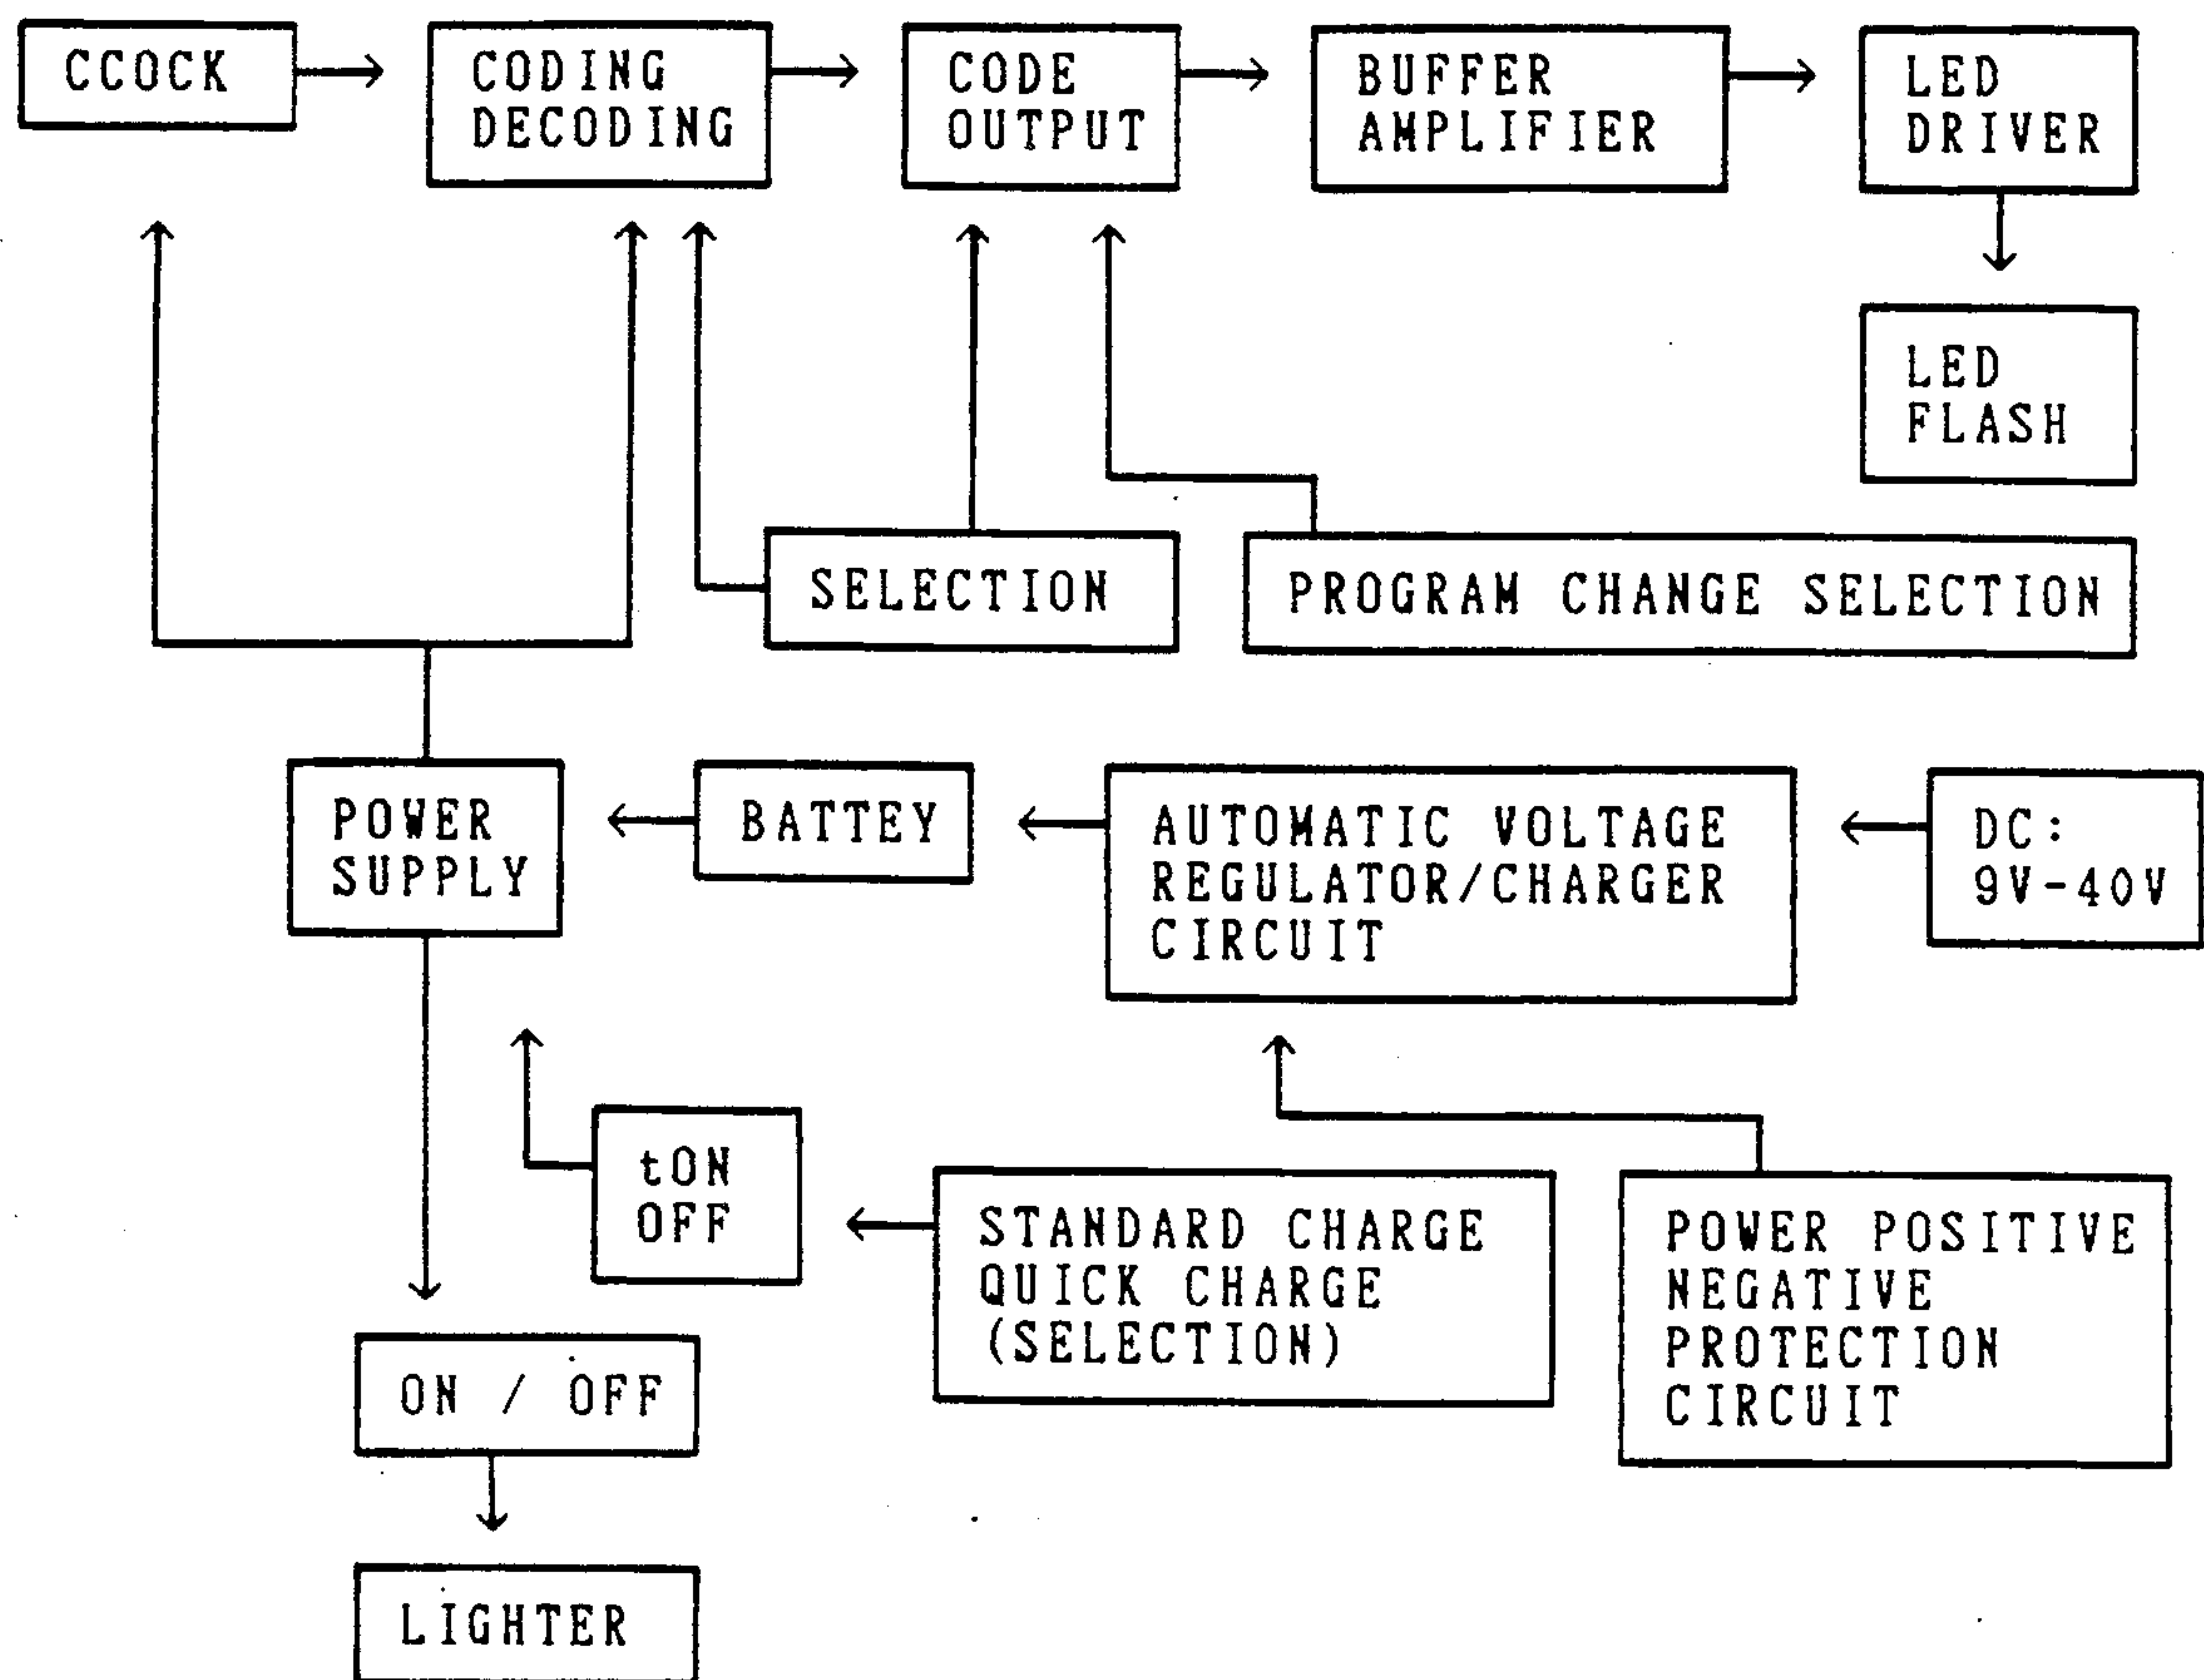 CCOCK
CODING
DECODING
CODE
OUTPUT
BUFFER
AMPLIFIER
LED
DRIVER
LED
FLASH
SELECTION
PROGRAM CHANGE SELECTION
POWER
SUPPLY
BATTEY
AUTOMATIC VOLTAGE
REGULATOR/CHARGER
CIRCUIT
DC:
9V-40V
tON
OFF
STANDARD CHARGE
QUICK CHARGE
(SELECTION)
POWER POSITIVE
NEGATIVE
PROTECTION
CIRCUIT
ON / OFF
LIGHTER